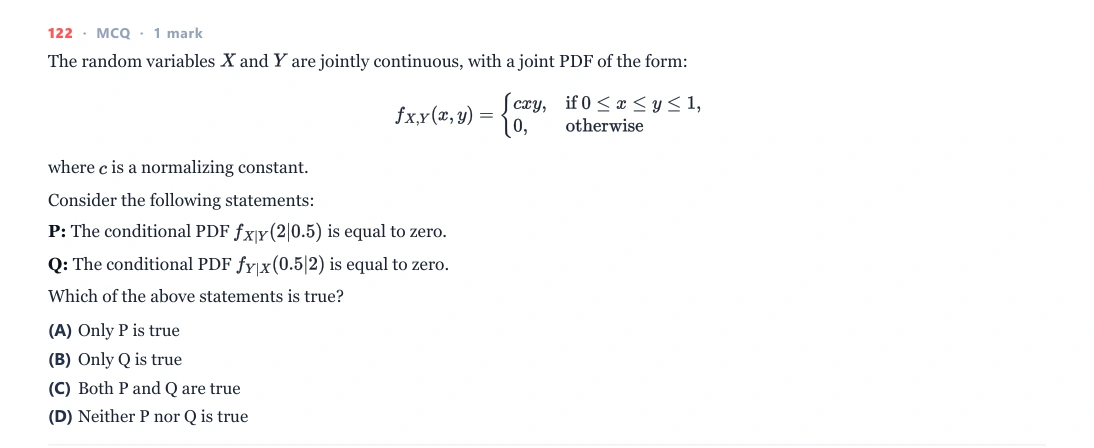 122 · MCQ · 1 mark
The random variables X and Y are jointly continuous, with a joint PDF of the form:
f_{X,Y}(x, y) = { cxy, if 0 ≤ x ≤ y ≤ 1,
0, otherwise
where c is a normalizing constant.
Consider the following statements:
P: The conditional PDF f_{X|Y}(2|0.5) is equal to zero.
Q: The conditional PDF f_{Y|X}(0.5|2) is equal to zero.
Which of the above statements is true?
(A) Only P is true
(B) Only Q is true
(C) Both P and Q are true
(D) Neither P nor Q is true